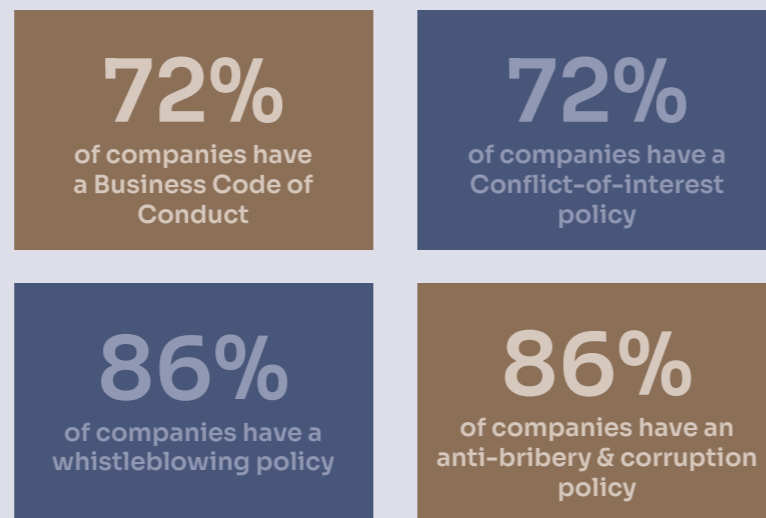 72%
of companies have
a Business Code of
Conduct
72%
of companies have a
Conflict-of-interest
policy
86%
of companies have a
whistleblowing policy
86%
of companies have an
anti-bribery & corruption
policy